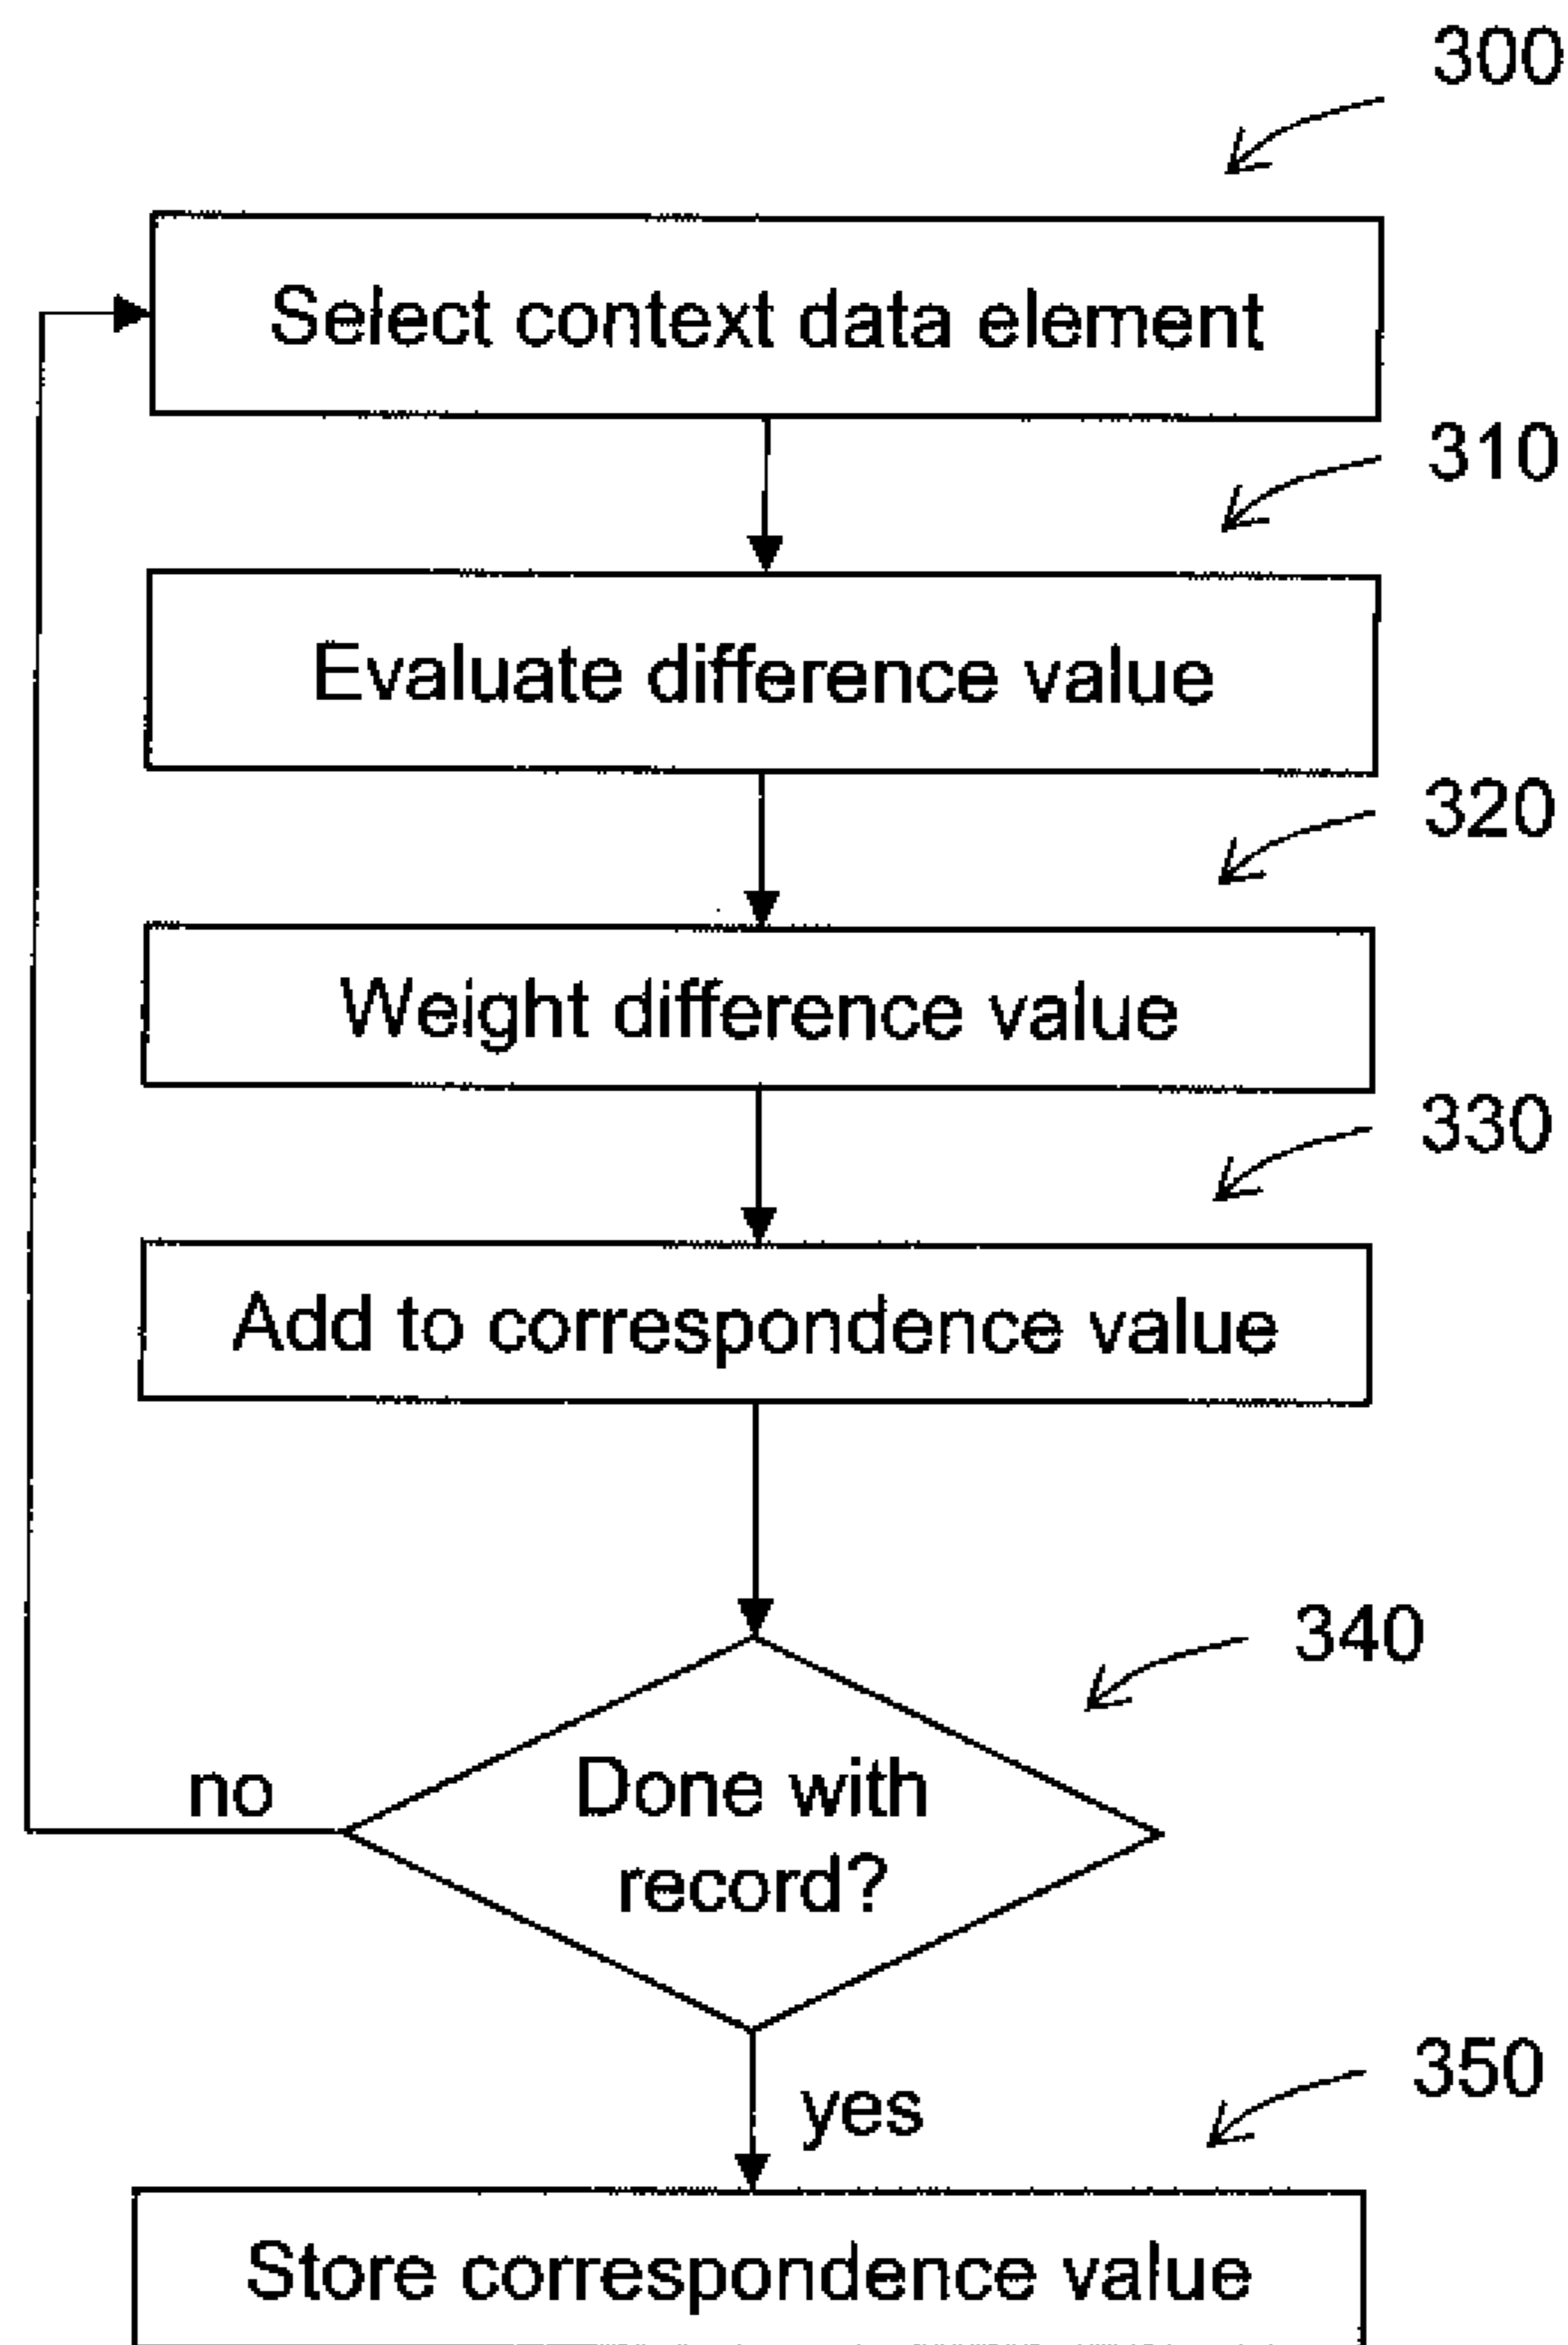 300
Select context data element
310
Evaluate difference value
320
Weight difference value
330
Add to correspondence value
340
Done with
record?
no
yes
350
Store correspondence value